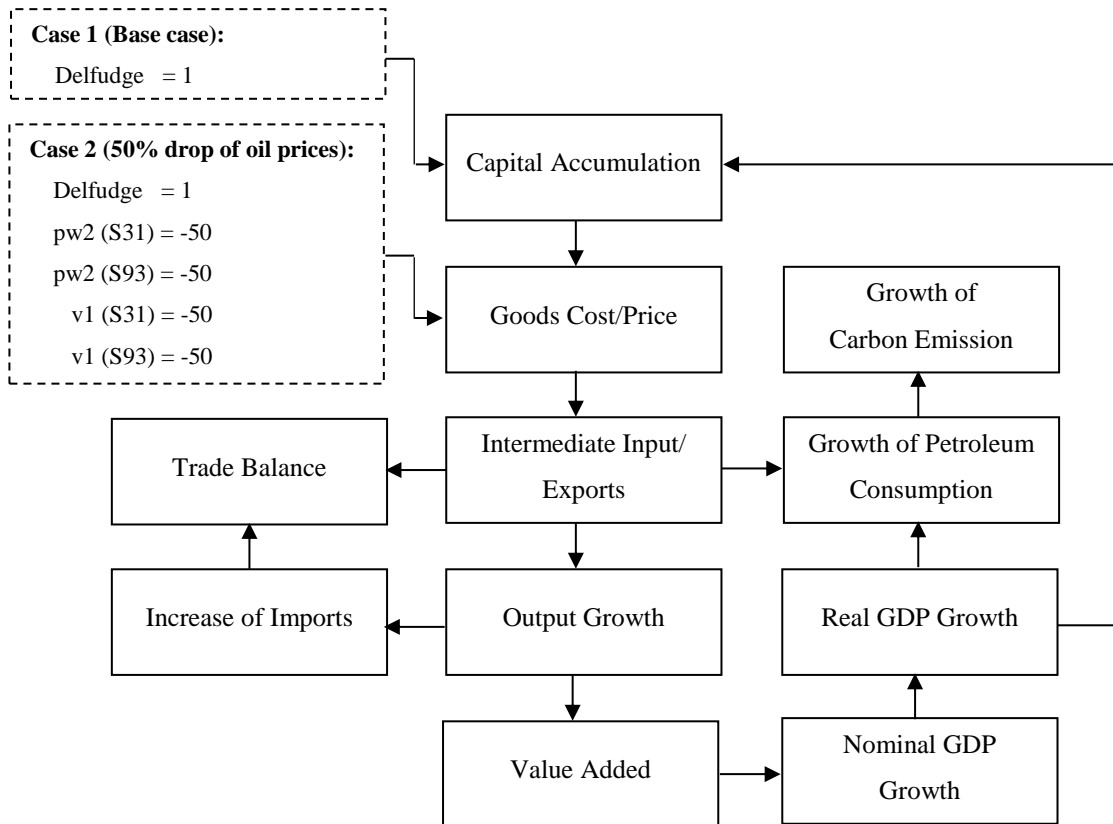 Case 1 (Base case):
Delfudge = 1
Case 2 (50% drop of oil prices):
Delfudge = 1
pw2 (S31) = -50
pw2 (S93) = -50
v1 (S31) = -50
v1 (S93) = -50
Capital Accumulation
Goods Cost/Price
Growth of
Carbon Emission
Trade Balance
Intermediate Input/
Exports
Growth of Petroleum
Consumption
Increase of Imports
Output Growth
Real GDP Growth
Value Added
Nominal GDP
Growth